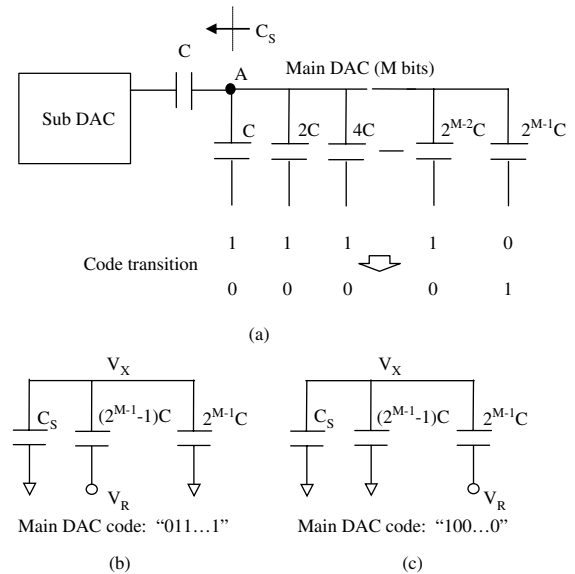 C_S
C
A
Main DAC (M bits)
Sub DAC
C 2C 4C 2^{M-2}C 2^{M-1}C
1 1 1 1 0
Code transition
0 0 0 0 1
(a)
V_X V_X
C_S (2^{M-1}-1)C 2^{M-1}C C_S (2^{M-1}-1)C 2^{M-1}C
V_R V_R
Main DAC code: “011…1” Main DAC code: “100…0”
(b) (c)